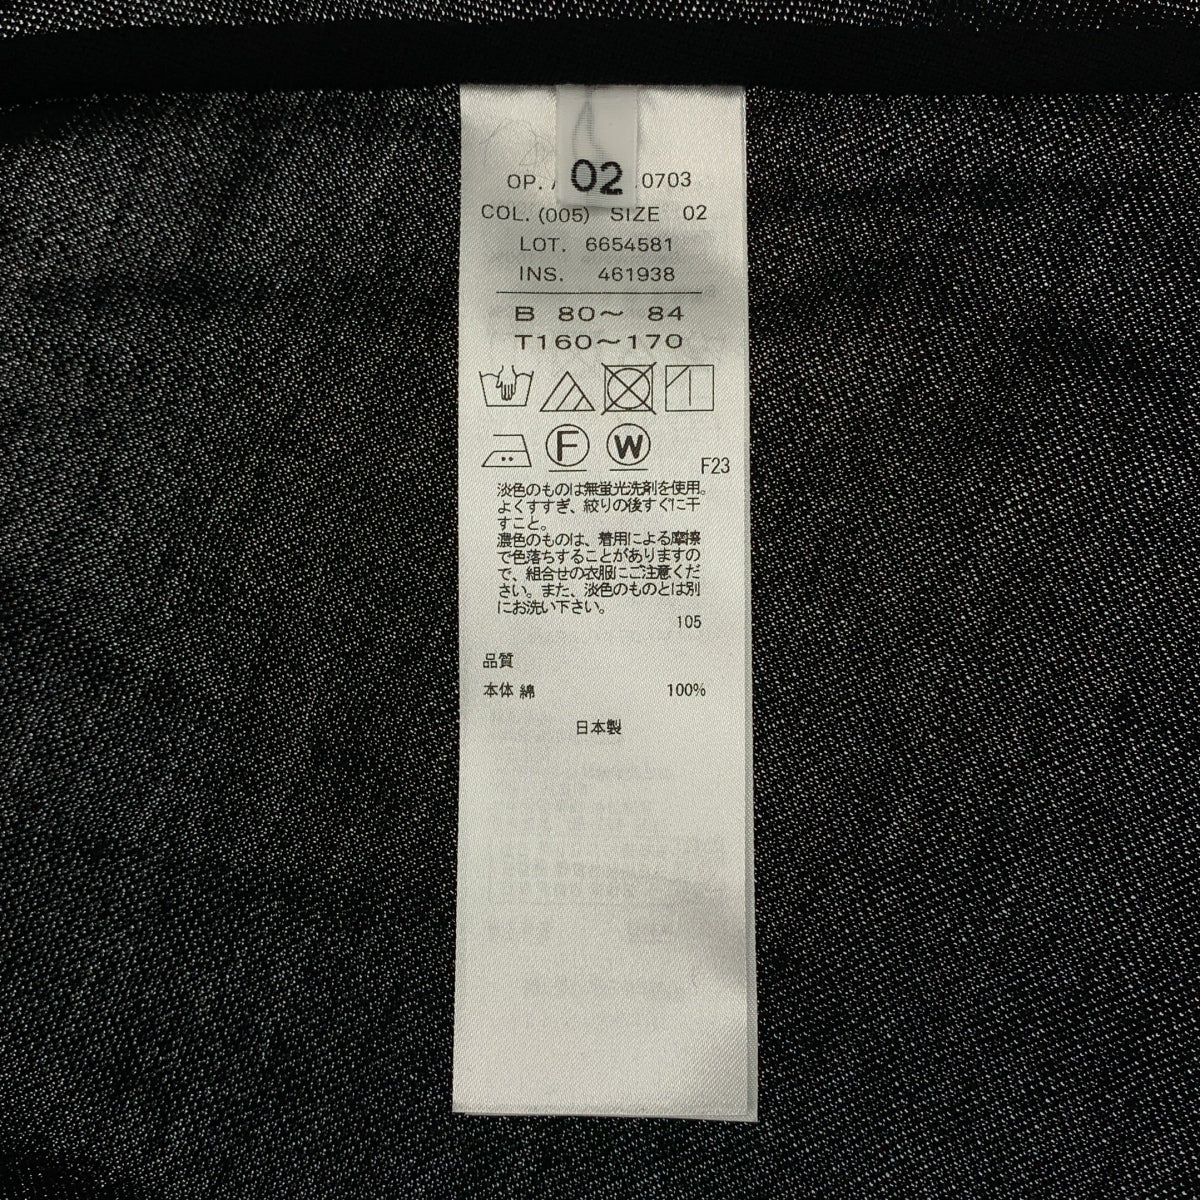 02
OP. 0703
COL. (005) SIZE 02
LOT. 6654581
INS. 461938
B 80〜 84
T160〜170
F W
F23
淡色のものは無蛍光洗剤を使用。
よくすすぎ、絞りの後すぐに干
すこと。
濃色のものは、着用による摩擦
で色落ちすることがありますの
で、組合せの衣服にご注意くだ
さい。また、淡色のものとは別
にお洗い下さい。
105
品質
本体 綿 100%
日本製